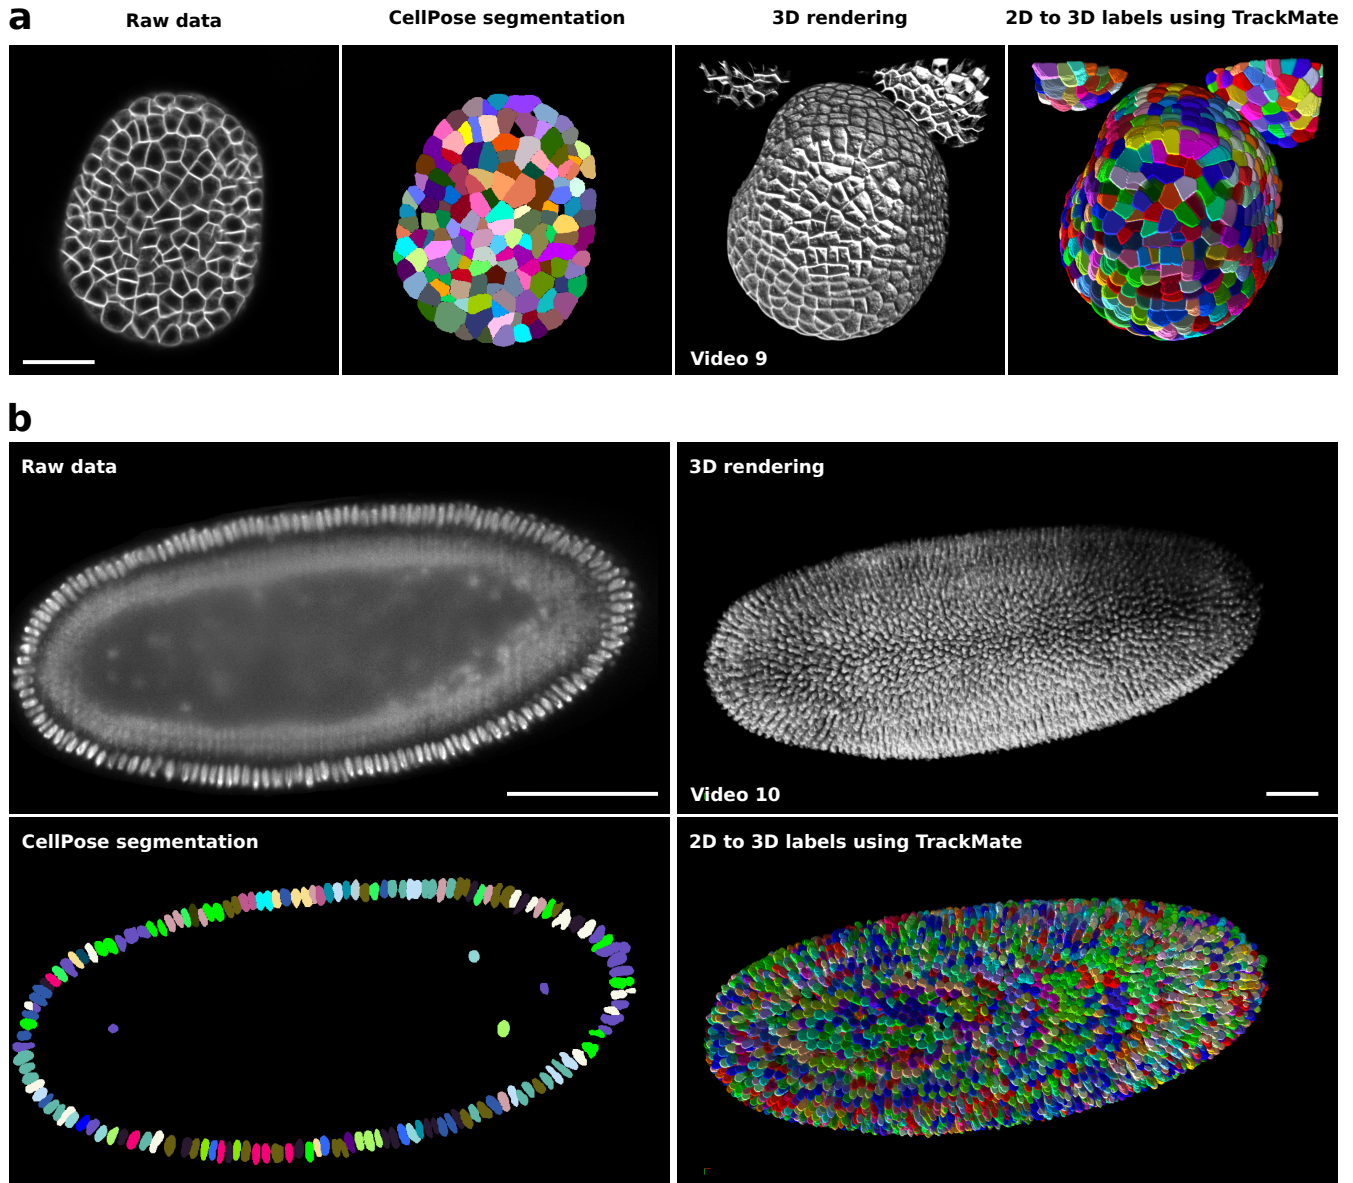 a
Raw data
CellPose segmentation
3D rendering
2D to 3D labels using TrackMate
Video 9
b
Raw data
3D rendering
Video 10
CellPose segmentation
2D to 3D labels using TrackMate